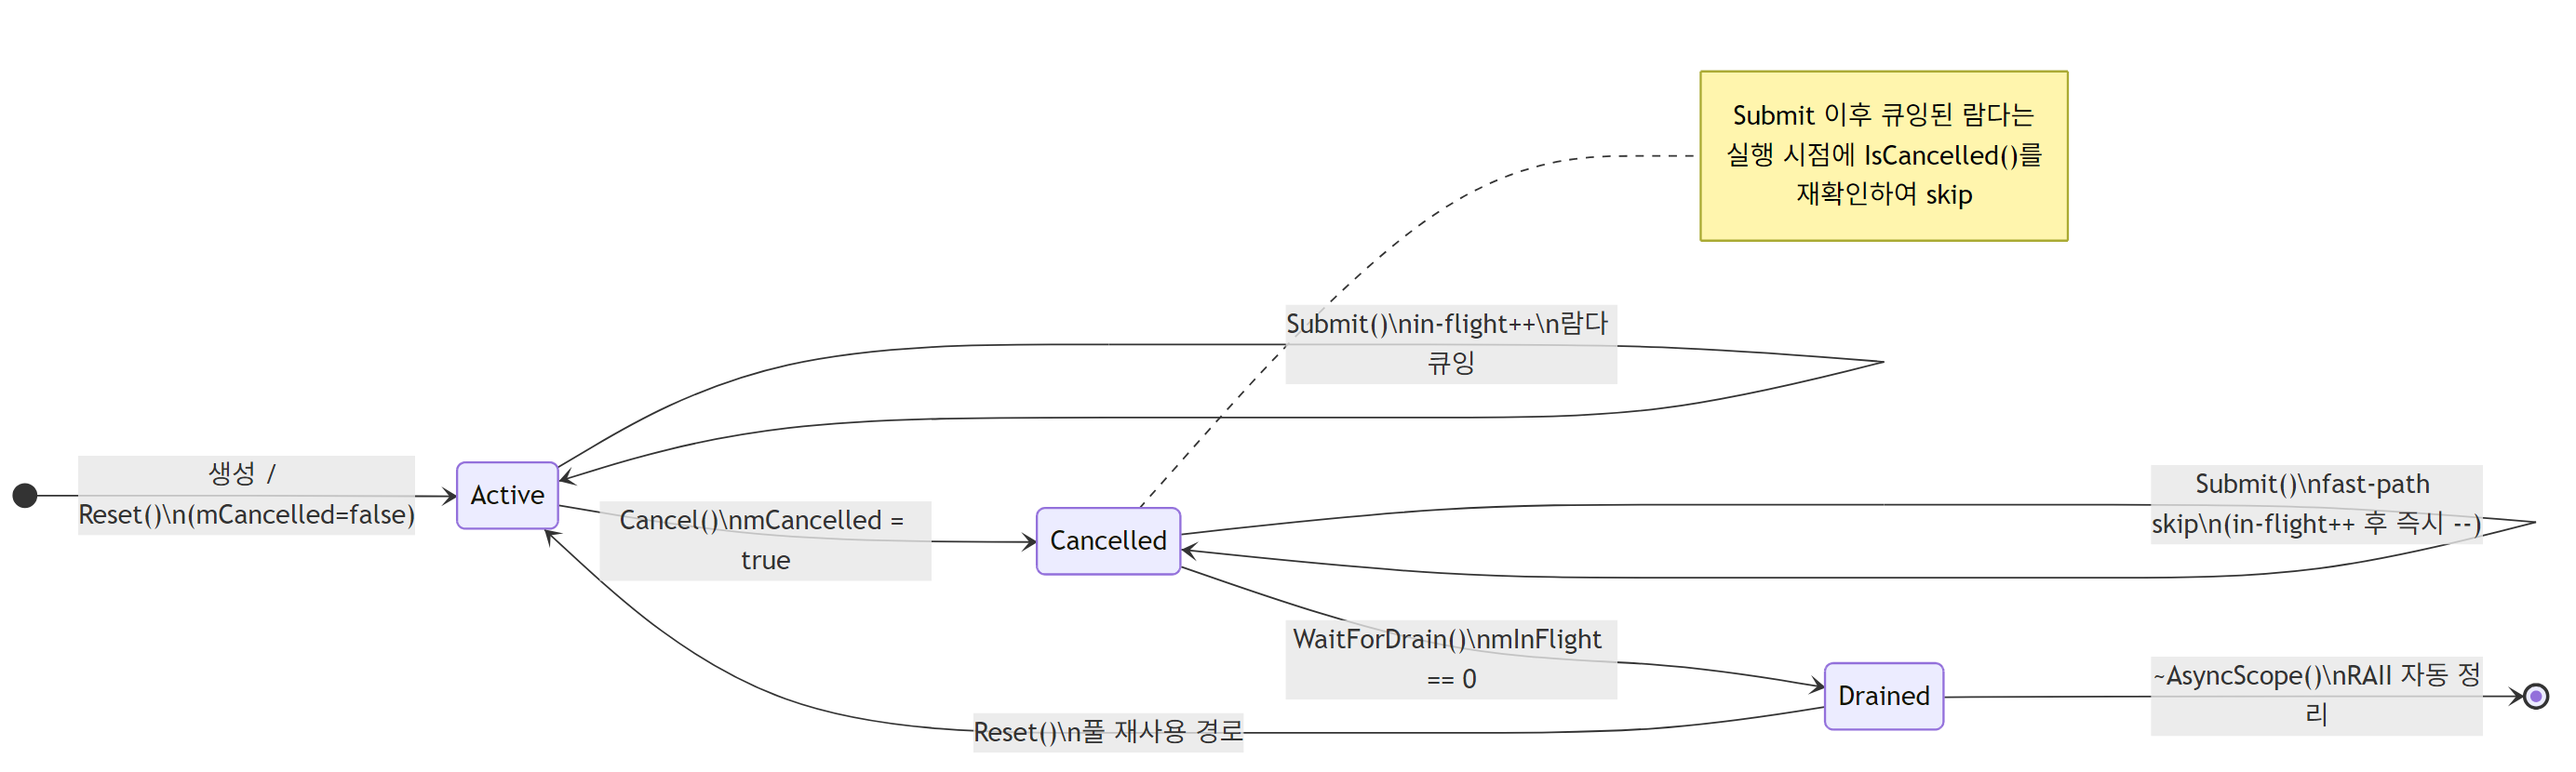 Submit 이후 큐잉된 람다는
실행 시점에 IsCancelled()를
재확인하여 skip
Submit()\nin-flight++\n람다
큐잉
생성 /
Reset()\n(mCancelled=false)
Active
Cancel()\nmCancelled =
true
Cancelled
Submit()\nfast-path
skip\n(in-flight++ 후 즉시 --)
WaitForDrain()\nmInFlight
== 0
Drained
~AsyncScope()\nRAII 자동 정
리
Reset()\n풀 재사용 경로